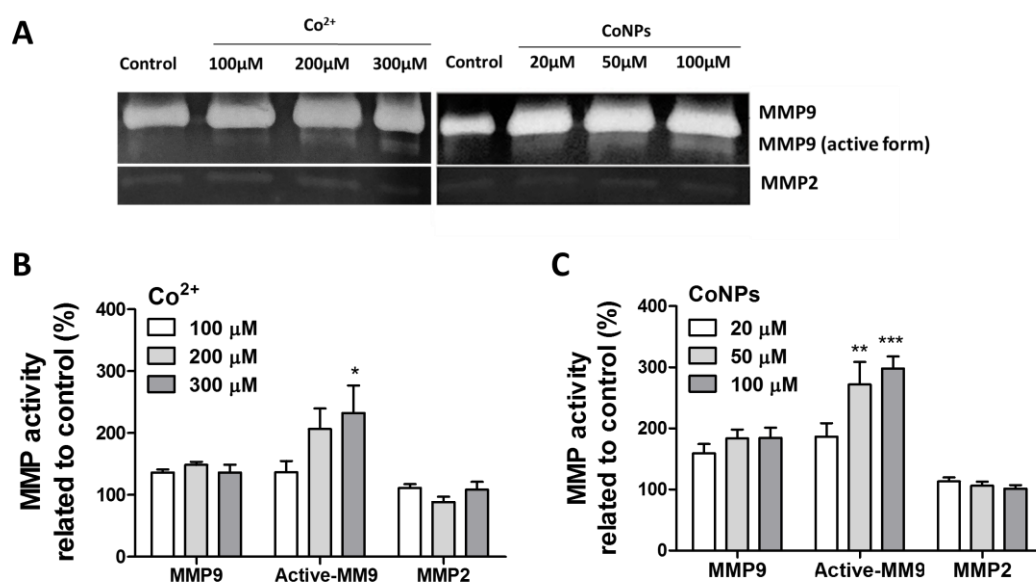 A
Co²⁺
CoNPs
Control 100μM 200μM 300μM Control 20μM 50μM 100μM
MMP9
MMP9 (active form)
MMP2
B
Co²⁺
100 μM
200 μM
300 μM
MMP activity
related to control (%)
400
300
200
100
0
MMP9 Active-MM9 MMP2
*
C
CoNPs
20 μM
50 μM
100 μM
MMP activity
related to control (%)
400
300
200
100
0
MMP9 Active-MM9 MMP2
** ***